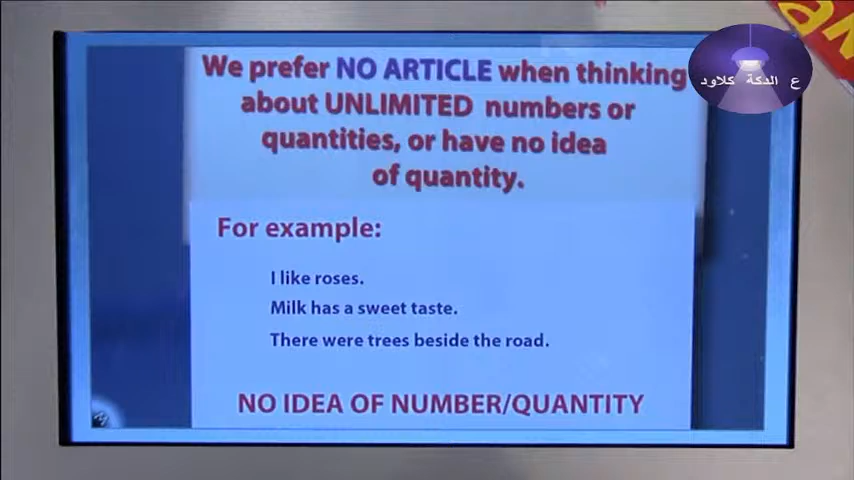 We prefer NO ARTICLE when thinking
about UNLIMITED numbers or
quantities, or have no idea
of quantity.
For example:
I like roses.
Milk has a sweet taste.
There were trees beside the road.
NO IDEA OF NUMBER/QUANTITY
ع الدكة كلاود